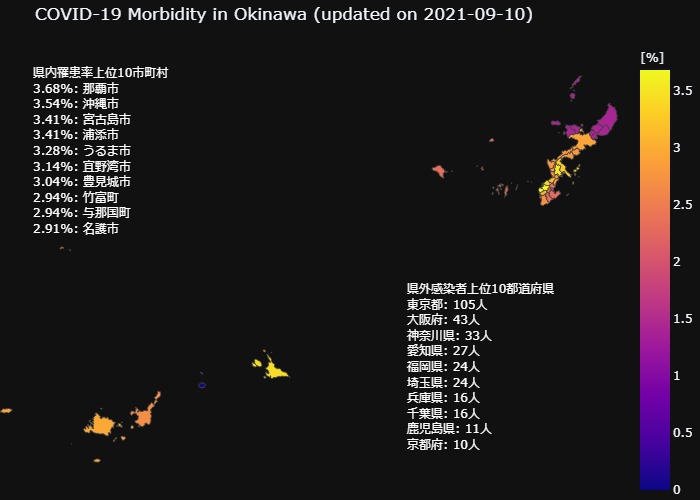 COVID-19 Morbidity in Okinawa (updated on 2021-09-10)
県内罹患率上位10市町村
3.68%: 那覇市
3.54%: 沖縄市
3.41%: 宮古島市
3.41%: 浦添市
3.28%: うるま市
3.14%: 宜野湾市
3.04%: 豊見城市
2.94%: 竹富町
2.94%: 与那国町
2.91%: 名護市
県外感染者上位10都道府県
東京都: 105人
大阪府: 43人
神奈川県: 33人
愛知県: 27人
福岡県: 24人
埼玉県: 24人
兵庫県: 16人
千葉県: 16人
鹿児島県: 11人
京都府: 10人
[%]
3.5
3
2.5
2
1.5
1
0.5
0